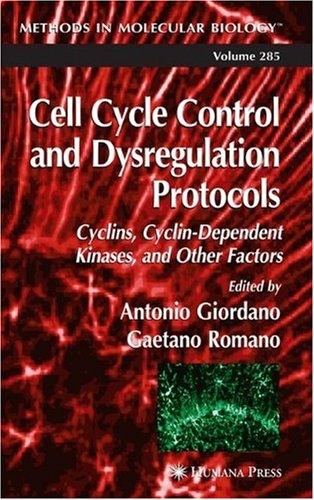 METHODS IN MOLECULAR BIOLOGY™
Volume 285
Cell Cycle Control
and Dysregulation
Protocols
Cyclins, Cyclin-Dependent
Kinases, and Other Factors
Edited by
Antonio Giordano
Gaetano Romano
HUMANA PRESS